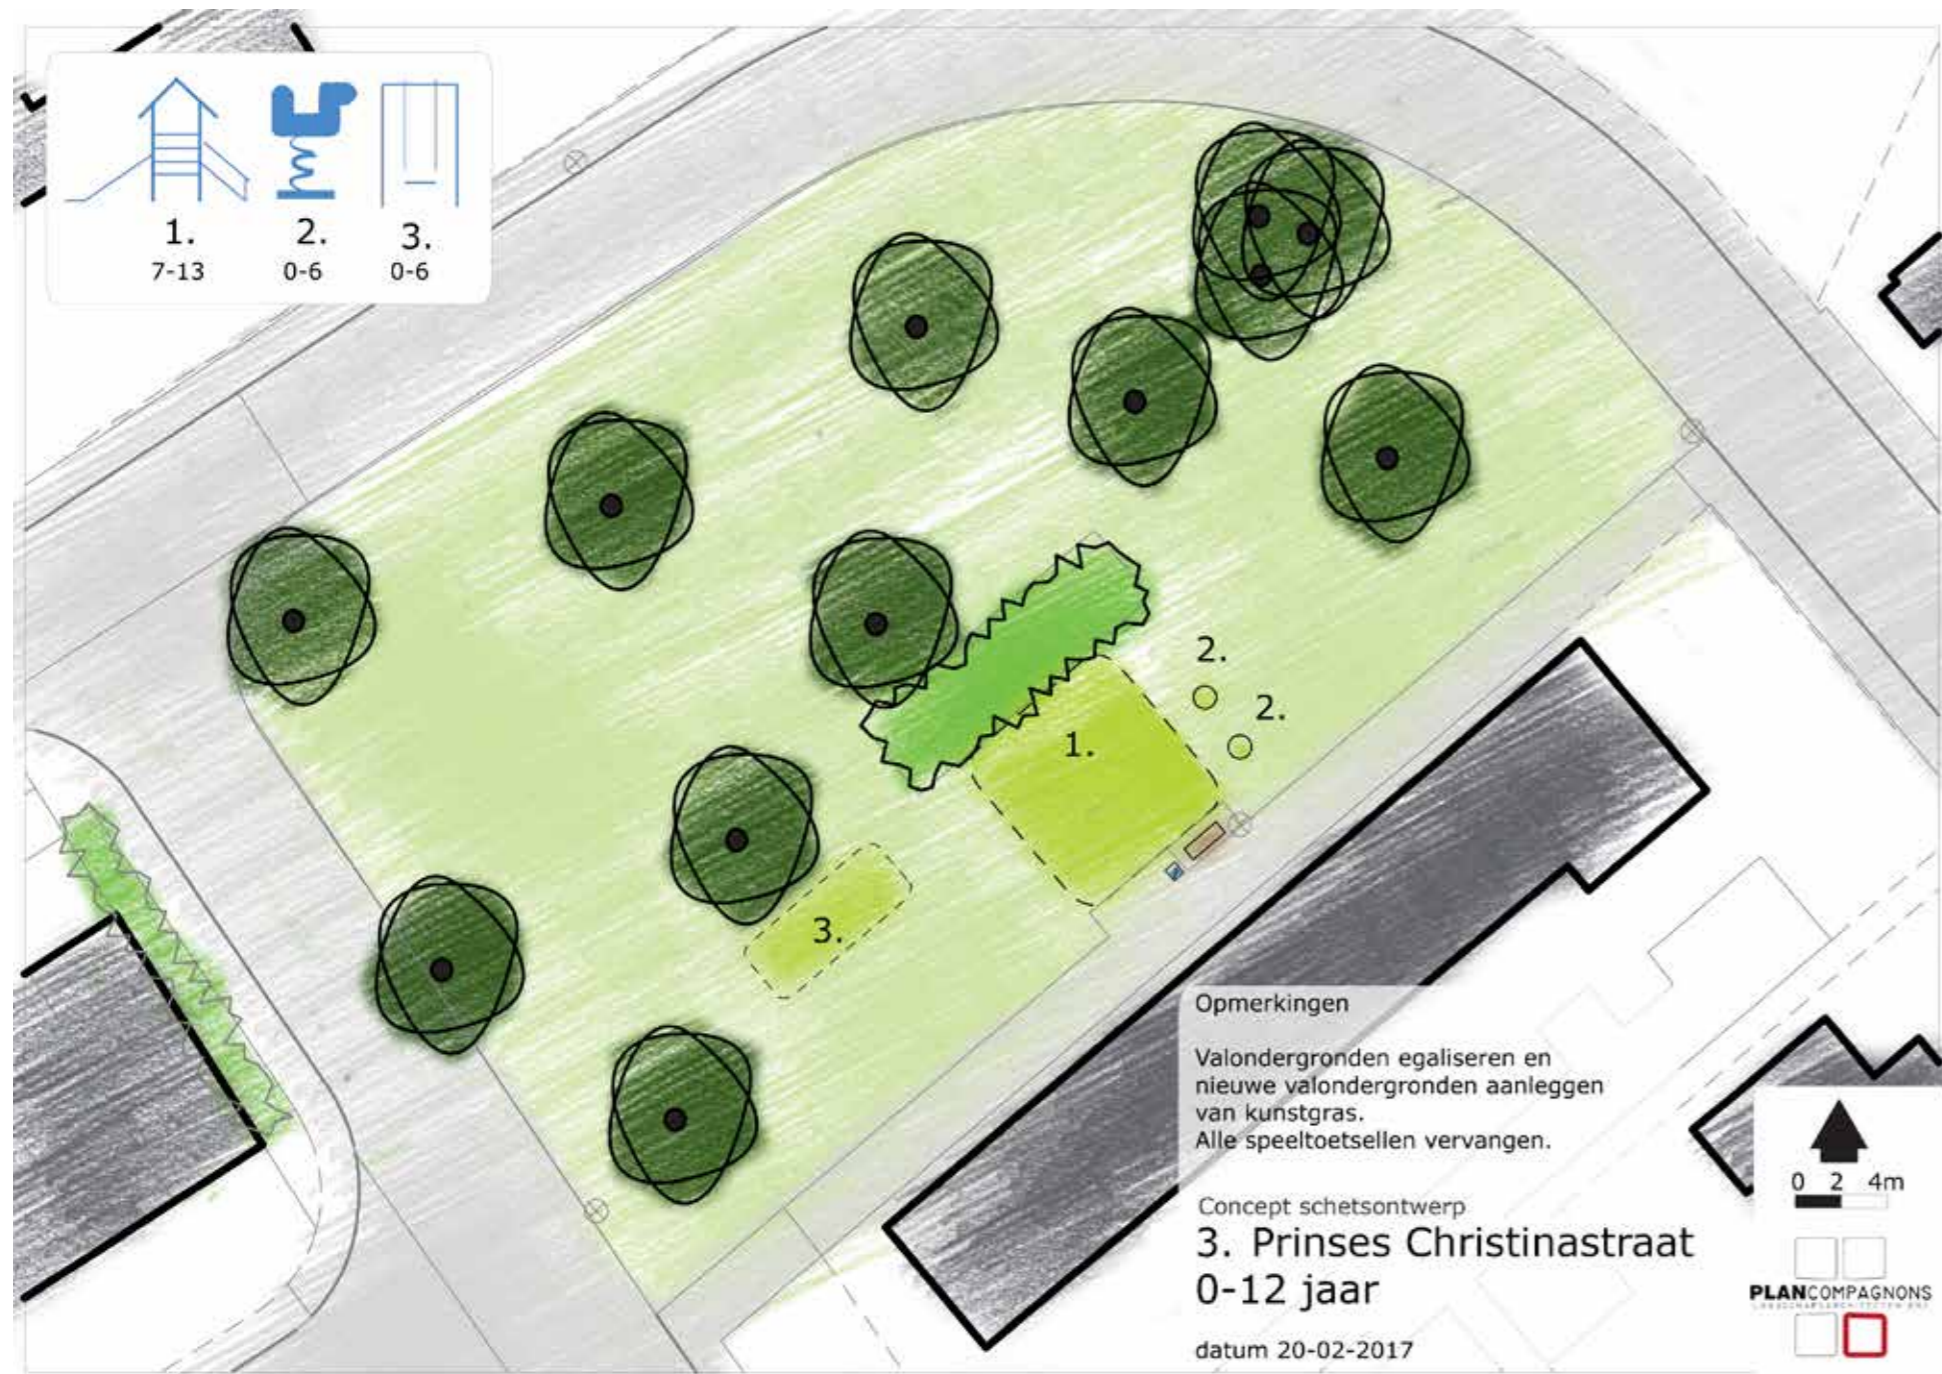 1. 2. 3.
7-13 0-6 0-6
2.
2.
1.
3.
Opmerkingen
Valondergronden egaliseren en
nieuwe valondergronden aanleggen
van kunstgras.
Alle speeltoetsellen vervangen.
Concept schetsontwerp
3. Prinses Christinastraat
0-12 jaar
datum 20-02-2017
0 2 4m
PLANCOMPAGNONS